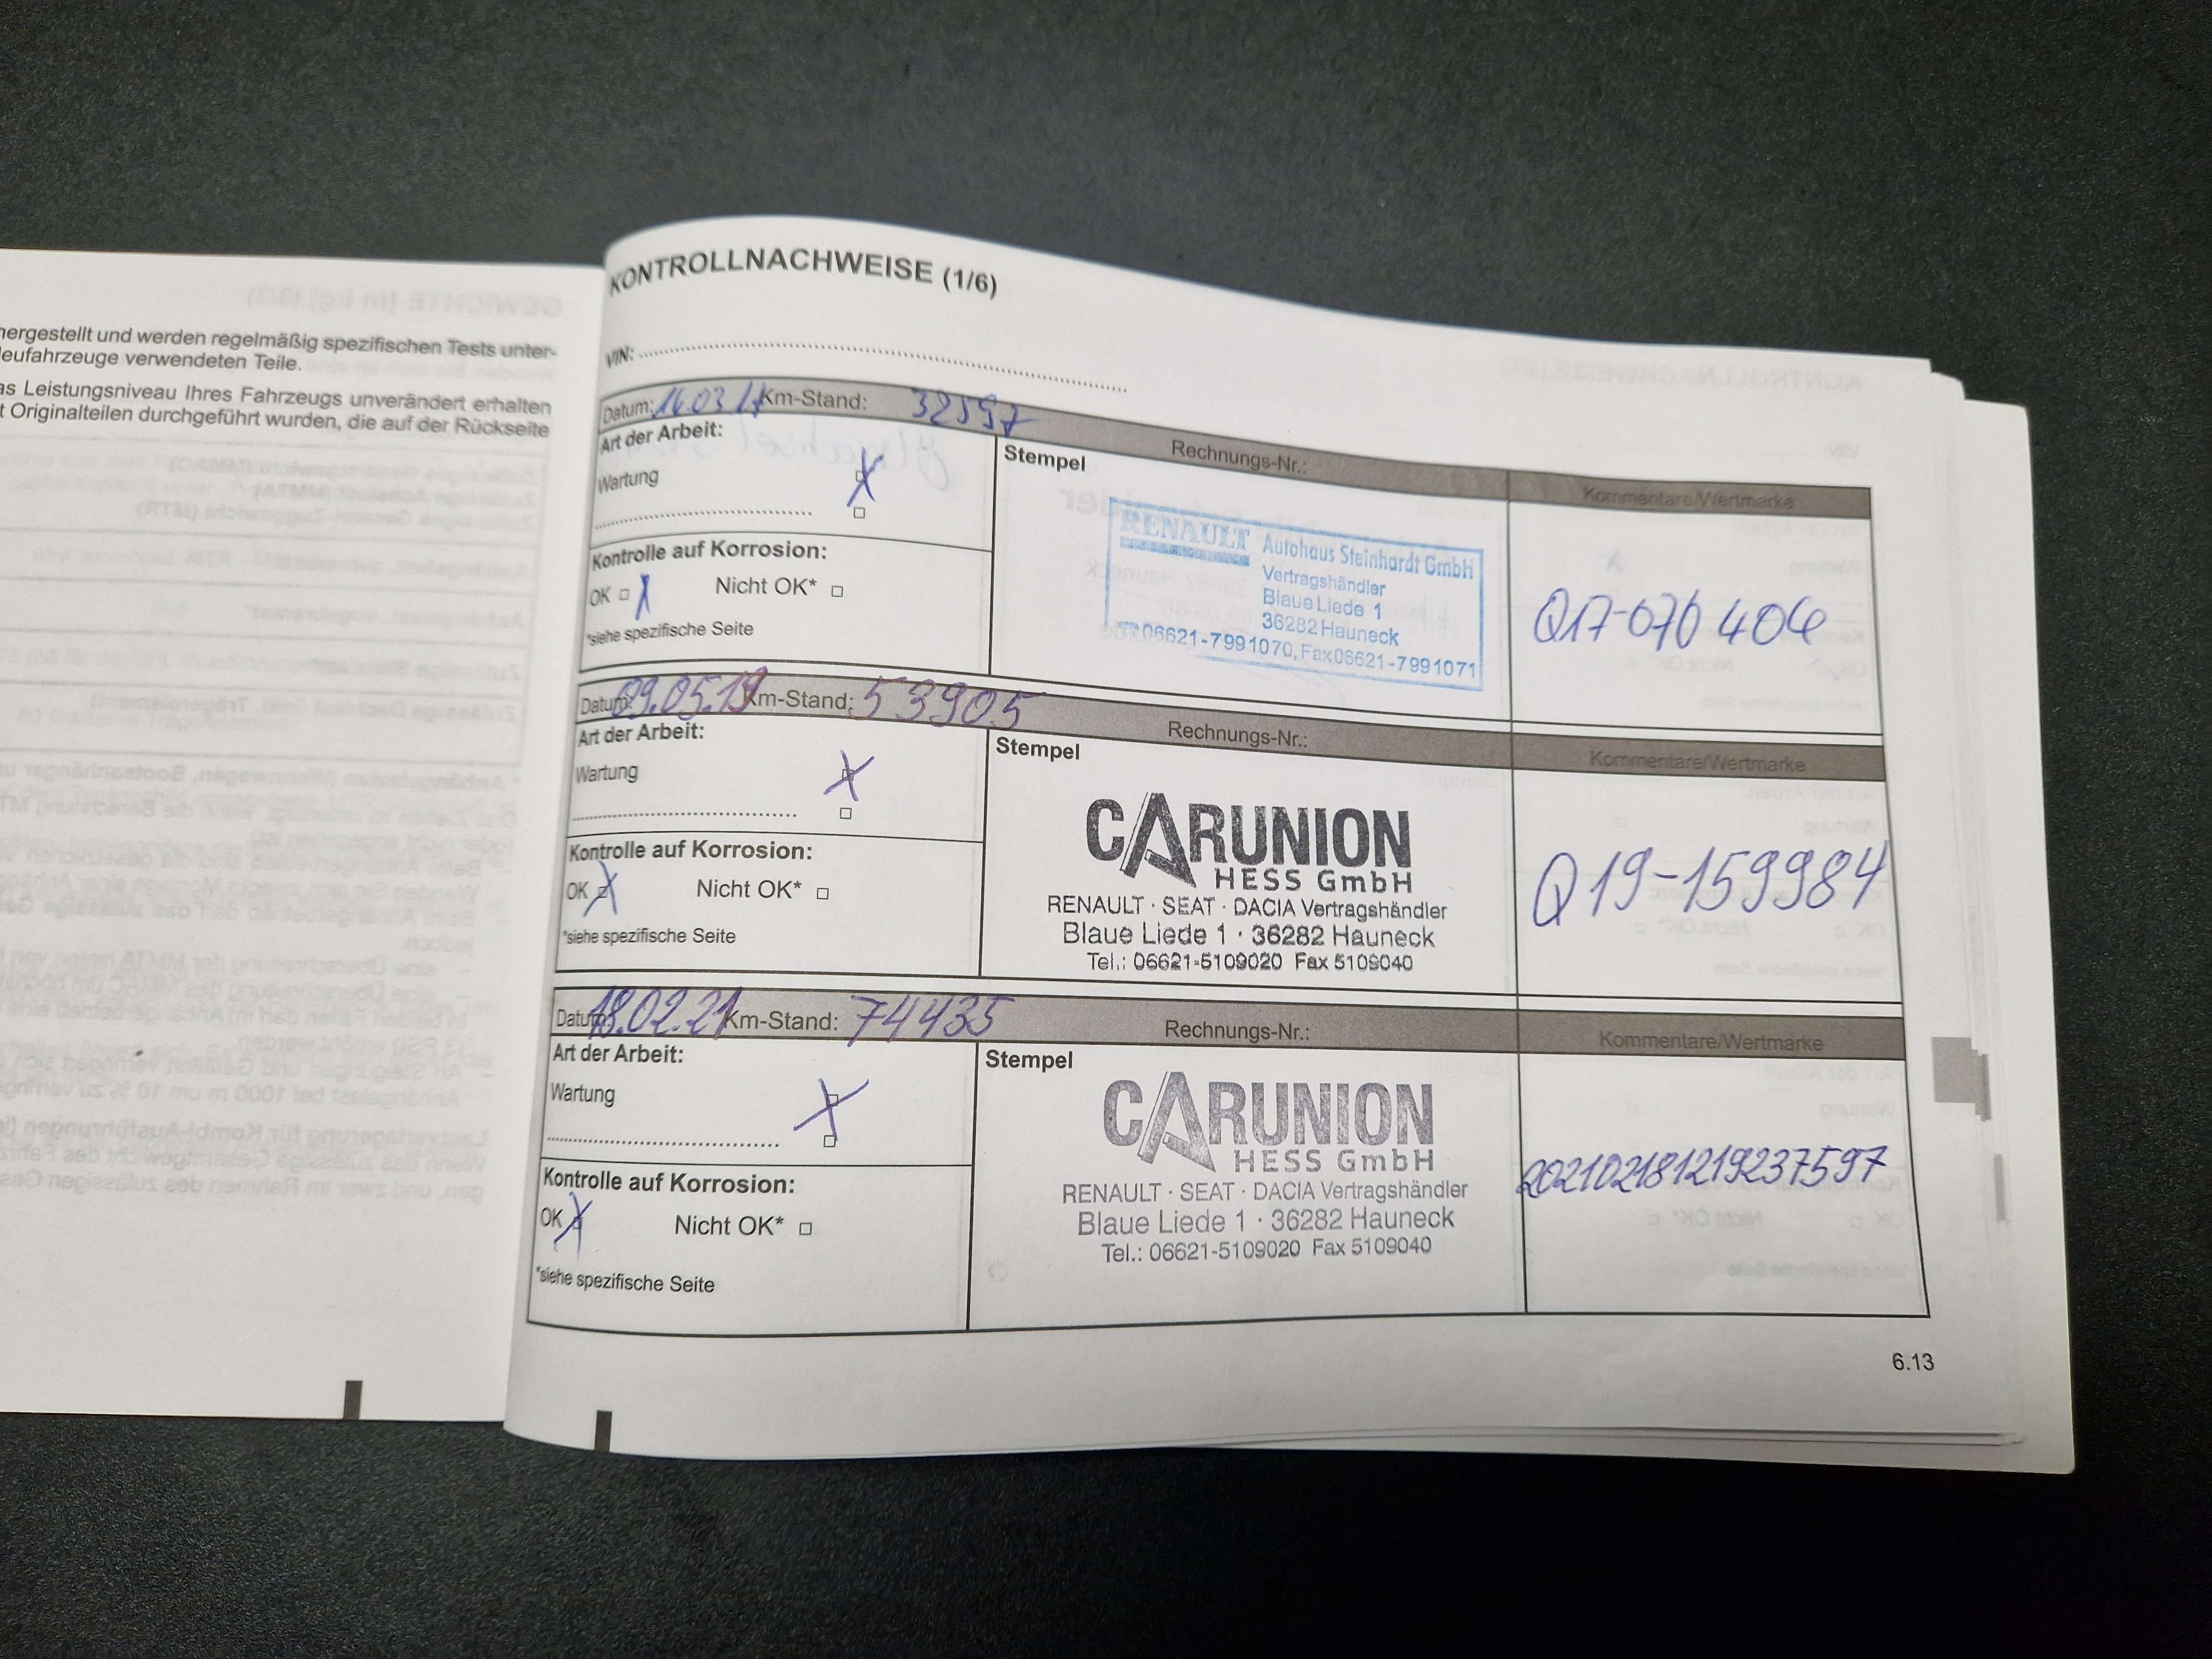 hergestellt und werden regelmäßig spezifischen Tests unter-
eufahrzeuge verwendeten Teile.
as Leistungsniveau Ihres Fahrzeugs unverändert erhalten
t Originalteilen durchgeführt wurden, die auf der Rückseite
KONTROLLNACHWEISE (1/6)
VIN:
Datum: 16.03.17 Km-Stand: 32597
Rechnungs-Nr.:
Kommentare/Wertmarke
Art der Arbeit:
Stempel
Wartung X
Kontrolle auf Korrosion:
OK X Nicht OK*
*siehe spezifische Seite
RENAULT Autohaus Steinhardt GmbH
Vertragshändler
Blaue Liede 1
36282 Hauneck
☎ 06621-7991070, Fax 06621-7991071
Q17-070406
Datum: 09.05.19 Km-Stand: 53905
Rechnungs-Nr.:
Kommentare/Wertmarke
Art der Arbeit:
Stempel
Wartung X
Kontrolle auf Korrosion:
OK X Nicht OK*
*siehe spezifische Seite
CARUNION
HESS GmbH
RENAULT · SEAT · DACIA Vertragshändler
Blaue Liede 1 · 36282 Hauneck
Tel.: 06621-5109020 Fax 5109040
Q19-159984
Datum: 18.02.21 Km-Stand: 74435
Rechnungs-Nr.:
Kommentare/Wertmarke
Art der Arbeit:
Stempel
Wartung X
Kontrolle auf Korrosion:
OK X Nicht OK*
*siehe spezifische Seite
CARUNION
HESS GmbH
RENAULT · SEAT · DACIA Vertragshändler
Blaue Liede 1 · 36282 Hauneck
Tel.: 06621-5109020 Fax 5109040
202102181219237597
6.13